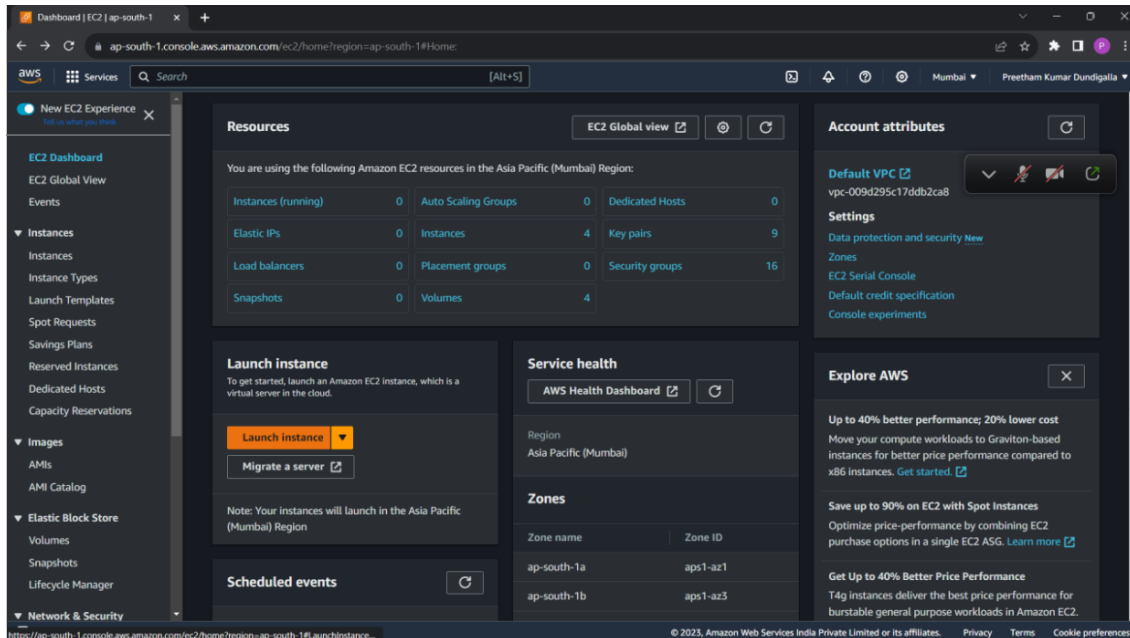 Dashboard | EC2 | ap-south-1
ap-south-1.console.aws.amazon.com/ec2/home?region=ap-south-1#Home:
P
aws
Services
Search
[Alt+S]
Mumbai
Preetham Kumar Dundigalla
New EC2 Experience
Tell us what you think
EC2 Dashboard
EC2 Global View
Events
Instances
Instances
Instance Types
Launch Templates
Spot Requests
Savings Plans
Reserved Instances
Dedicated Hosts
Capacity Reservations
Images
AMIs
AMI Catalog
Elastic Block Store
Volumes
Snapshots
Lifecycle Manager
Network & Security
Resources
EC2 Global view
You are using the following Amazon EC2 resources in the Asia Pacific (Mumbai) Region:
Instances (running) 0 Auto Scaling Groups 0 Dedicated Hosts 0
Elastic IPs 0 Instances 4 Key pairs 9
Load balancers 0 Placement groups 0 Security groups 16
Snapshots 0 Volumes 4
Launch instance
To get started, launch an Amazon EC2 instance, which is a
virtual server in the cloud.
Launch instance
Migrate a server
Note: Your instances will launch in the Asia Pacific
(Mumbai) Region
Scheduled events
Service health
AWS Health Dashboard
Region
Asia Pacific (Mumbai)
Zones
Zone name Zone ID
ap-south-1a aps1-az1
ap-south-1b aps1-az3
Account attributes
Default VPC
vpc-009d295c17ddb2ca8
Settings
Data protection and security New
Zones
EC2 Serial Console
Default credit specification
Console experiments
Explore AWS
Up to 40% better performance; 20% lower cost
Move your compute workloads to Graviton-based
instances for better price performance compared to
x86 instances. Get started.
Save up to 90% on EC2 with Spot Instances
Optimize price-performance by combining EC2
purchase options in a single EC2 ASG. Learn more
Get Up to 40% Better Price Performance
T4g instances deliver the best price performance for
burstable general purpose workloads in Amazon EC2.
https://ap-south-1.console.aws.amazon.com/ec2/home?region=ap-south-1#LaunchInstance...
© 2023, Amazon Web Services India Private Limited or its affiliates. Privacy Terms Cookie preferences